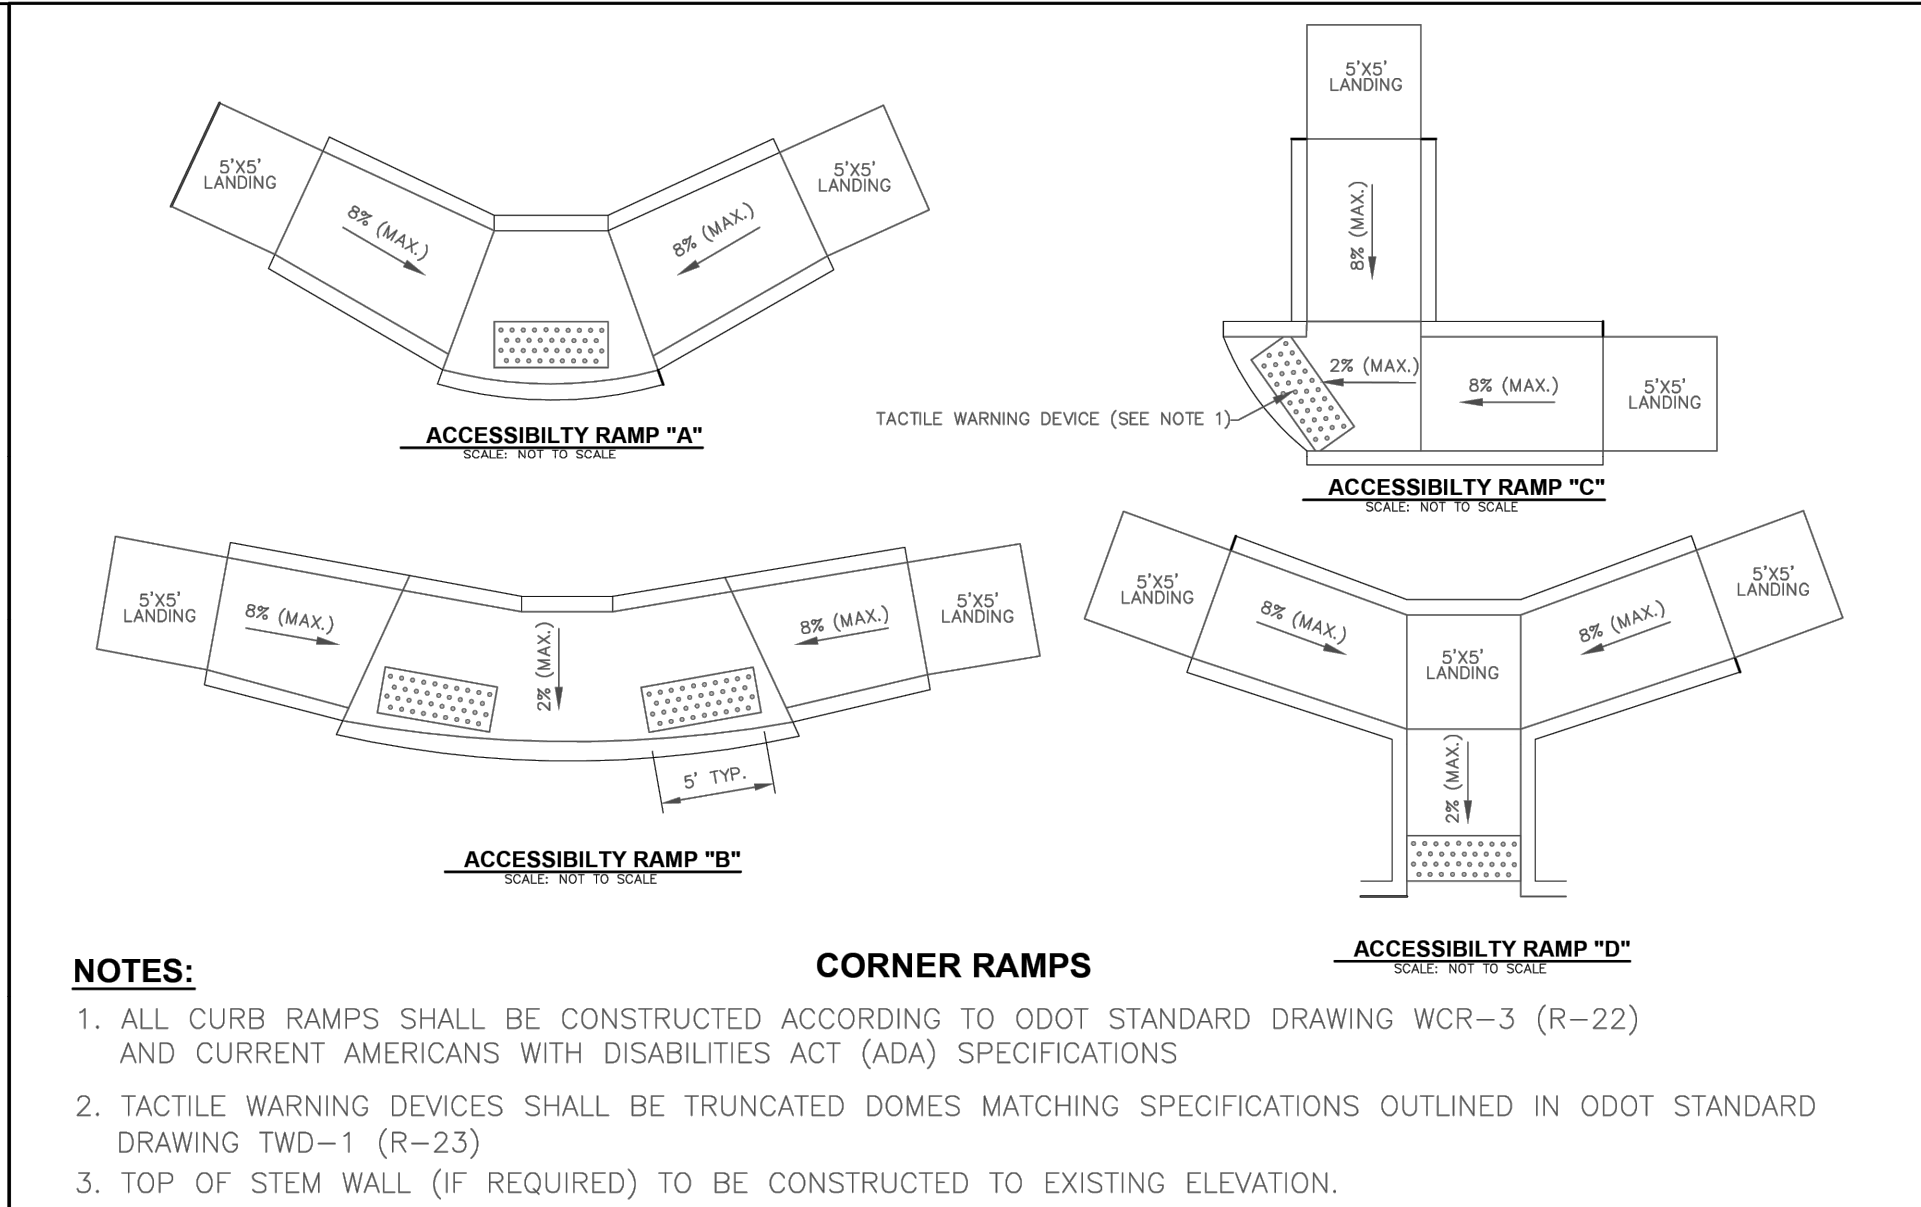 5'X5'
LANDING
8% (MAX.)
8% (MAX.)
5'X5'
LANDING
ACCESSIBILTY RAMP "A"
SCALE: NOT TO SCALE
5'X5'
LANDING
8% (MAX.)
2% (MAX.)
8% (MAX.)
5'X5'
LANDING
TACTILE WARNING DEVICE (SEE NOTE 1)
ACCESSIBILTY RAMP "C"
SCALE: NOT TO SCALE
5'X5'
LANDING
8% (MAX.)
2% (MAX.)
8% (MAX.)
5'X5'
LANDING
5' TYP.
ACCESSIBILTY RAMP "B"
SCALE: NOT TO SCALE
5'X5'
LANDING
8% (MAX.)
5'X5'
LANDING
8% (MAX.)
5'X5'
LANDING
2% (MAX.)
ACCESSIBILTY RAMP "D"
SCALE: NOT TO SCALE
CORNER RAMPS
NOTES:
1. ALL CURB RAMPS SHALL BE CONSTRUCTED ACCORDING TO ODOT STANDARD DRAWING WCR-3 (R-22)
AND CURRENT AMERICANS WITH DISABILITIES ACT (ADA) SPECIFICATIONS
2. TACTILE WARNING DEVICES SHALL BE TRUNCATED DOMES MATCHING SPECIFICATIONS OUTLINED IN ODOT STANDARD
DRAWING TWD-1 (R-23)
3. TOP OF STEM WALL (IF REQUIRED) TO BE CONSTRUCTED TO EXISTING ELEVATION.